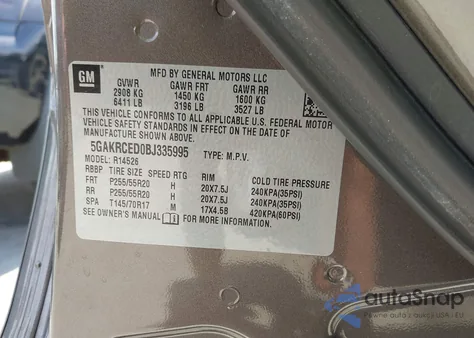 GM
MFD BY GENERAL MOTORS LLC
GVWR GAWR FRT GAWR RR
2908 KG 1450 KG 1600 KG
6411 LB 3196 LB 3527 LB
THIS VEHICLE CONFORMS TO ALL APPLICABLE U.S. FEDERAL MOTOR
VEHICLE SAFETY STANDARDS IN EFFECT ON THE DATE OF
MANUFACTURE SHOWN ABOVE.
5GAKRCED0BJ335995 TYPE: M.P.V.
MODEL: R14526
RBBP TIRE SIZE SPEED RTG RIM COLD TIRE PRESSURE
FRT P255/55R20 H 20X7.5J 240KPA(35PSI)
RR P255/55R20 H 20X7.5J 240KPA(35PSI)
SPA T145/70R17 M 17X4.5B 420KPA(60PSI)
SEE OWNER'S MANUAL FOR MORE INFORMATION.
autoSnap